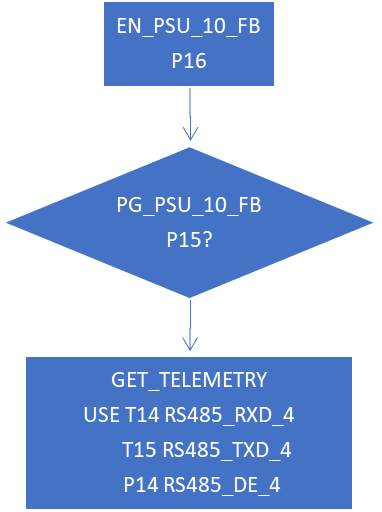 EN_PSU_10_FB
P16
PG_PSU_10_FB
P15?
GET_TELEMETRY
USE T14 RS485_RXD_4
T15 RS485_TXD_4
P14 RS485_DE_4